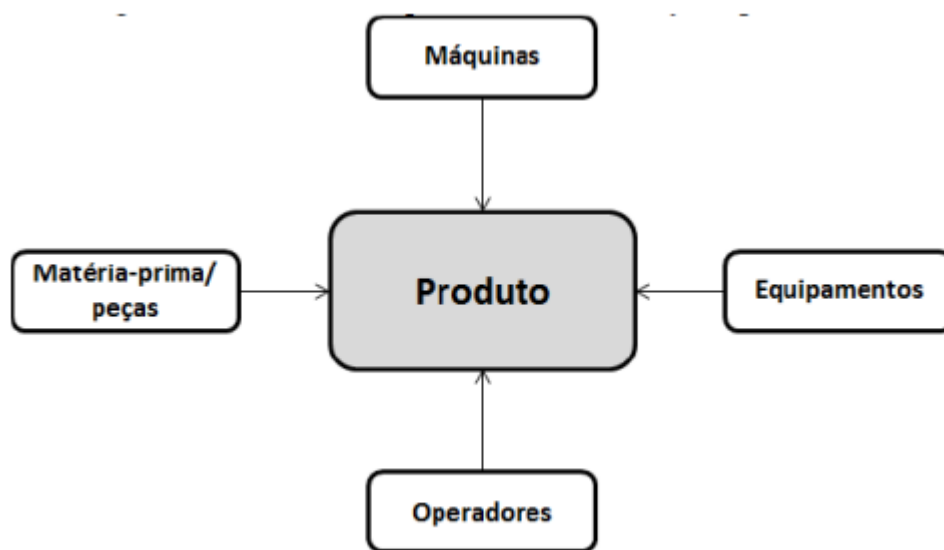 Máquinas
Matéria-prima/
peças
Produto
Equipamentos
Operadores